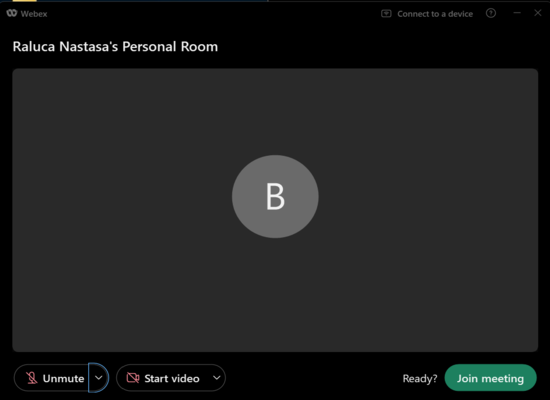 Webex
Connect to a device
Raluca Nastasa's Personal Room
B
Unmute
Start video
Ready?
Join meeting